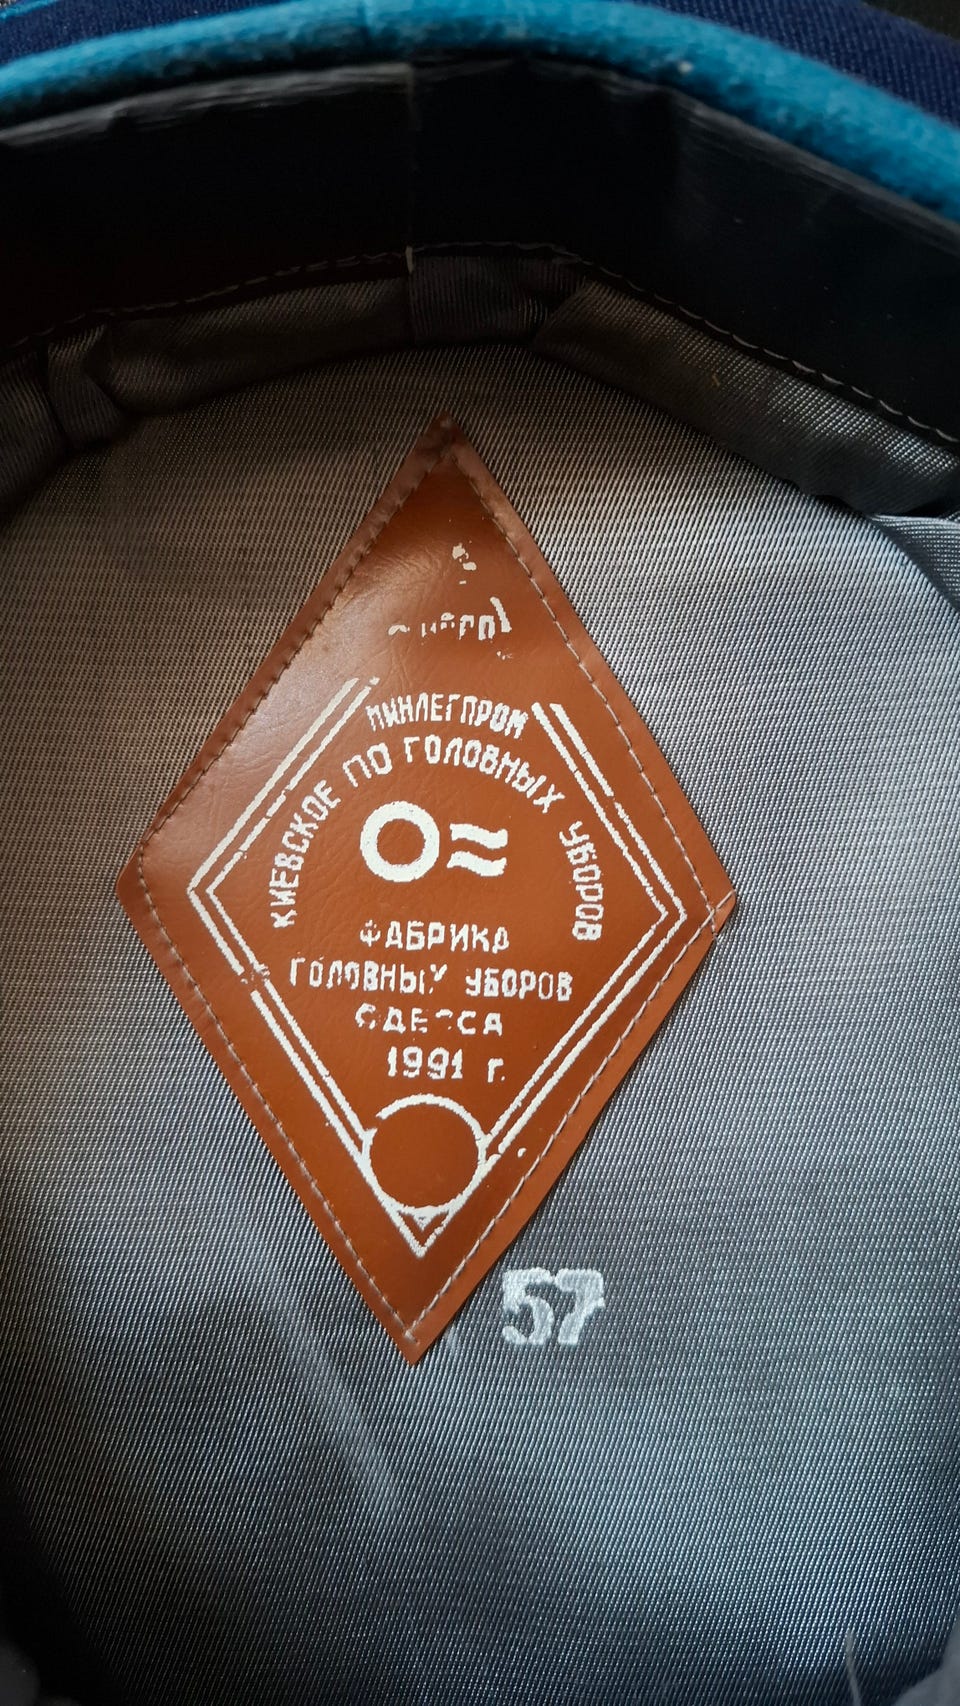 МИНЛЕГПРОМ
КИЕВСКОЕ ПО ГОЛОВНЫХ УБОРОВ
ФАБРИКА
ГОЛОВНЫХ УБОРОВ
ОДЕССА
1991 г.
57